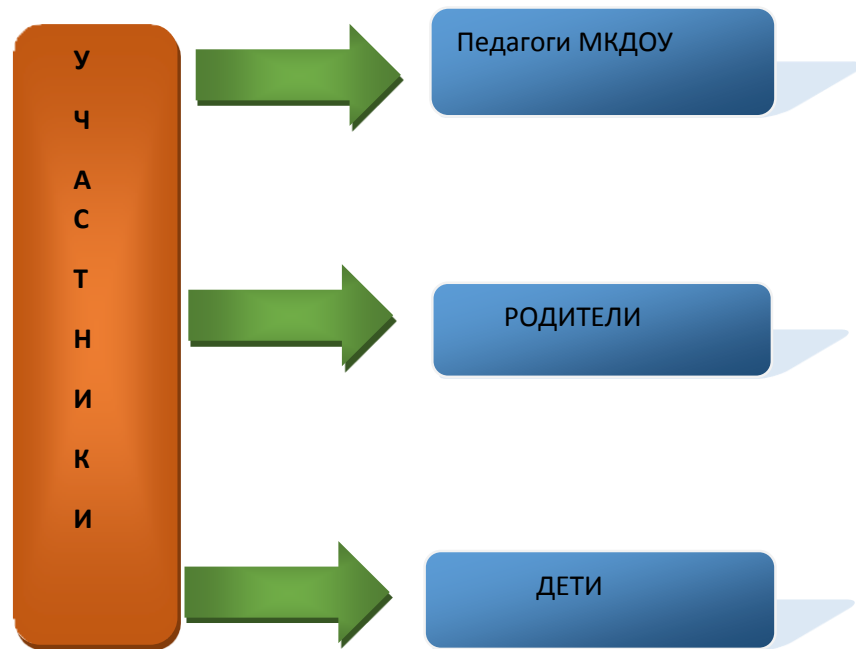 У
Ч
А
С
Т
Н
И
К
И
Педагоги МКДОУ
РОДИТЕЛИ
ДЕТИ